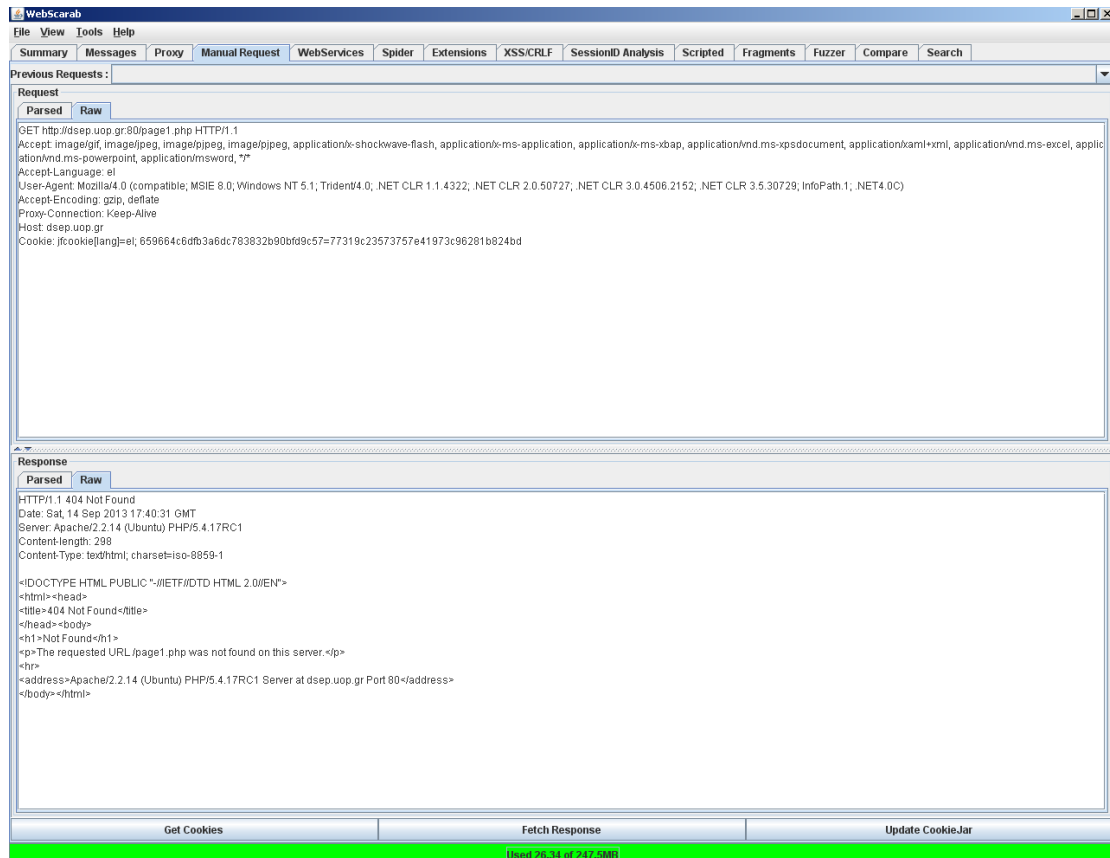 WebScarab
File View Tools Help
Summary Messages Proxy Manual Request WebServices Spider Extensions XSS/CRLF SessionID Analysis Scripted Fragments Fuzzer Compare Search
Previous Requests :
Request
Parsed Raw
GET http://dsep.uop.gr:80/page1.php HTTP/1.1
Accept: image/gif, image/jpeg, image/pjpeg, image/pjpeg, application/x-shockwave-flash, application/x-ms-application, application/x-ms-xbap, application/vnd.ms-xpsdocument, application/xaml+xml, application/vnd.ms-excel, applic
ation/vnd.ms-powerpoint, application/msword, */*
Accept-Language: el
User-Agent: Mozilla/4.0 (compatible; MSIE 8.0; Windows NT 5.1; Trident/4.0; .NET CLR 1.1.4322; .NET CLR 2.0.50727; .NET CLR 3.0.4506.2152; .NET CLR 3.5.30729; InfoPath.1; .NET4.0C)
Accept-Encoding: gzip, deflate
Proxy-Connection: Keep-Alive
Host: dsep.uop.gr
Cookie: jfcookie[lang]=el; 659664c6dfb3a6dc783832b90bfd9c57=77319c23573757e41973c96281b824bd
Response
Parsed Raw
HTTP/1.1 404 Not Found
Date: Sat, 14 Sep 2013 17:40:31 GMT
Server: Apache/2.2.14 (Ubuntu) PHP/5.4.17RC1
Content-length: 298
Content-Type: text/html; charset=iso-8859-1
<!DOCTYPE HTML PUBLIC "-//IETF//DTD HTML 2.0//EN">
<html><head>
<title>404 Not Found</title>
</head><body>
<h1>Not Found</h1>
<p>The requested URL /page1.php was not found on this server.</p>
<hr>
<address>Apache/2.2.14 (Ubuntu) PHP/5.4.17RC1 Server at dsep.uop.gr Port 80</address>
</body></html>
Get Cookies Fetch Response Update CookieJar
Used 26.34 of 247.5MB